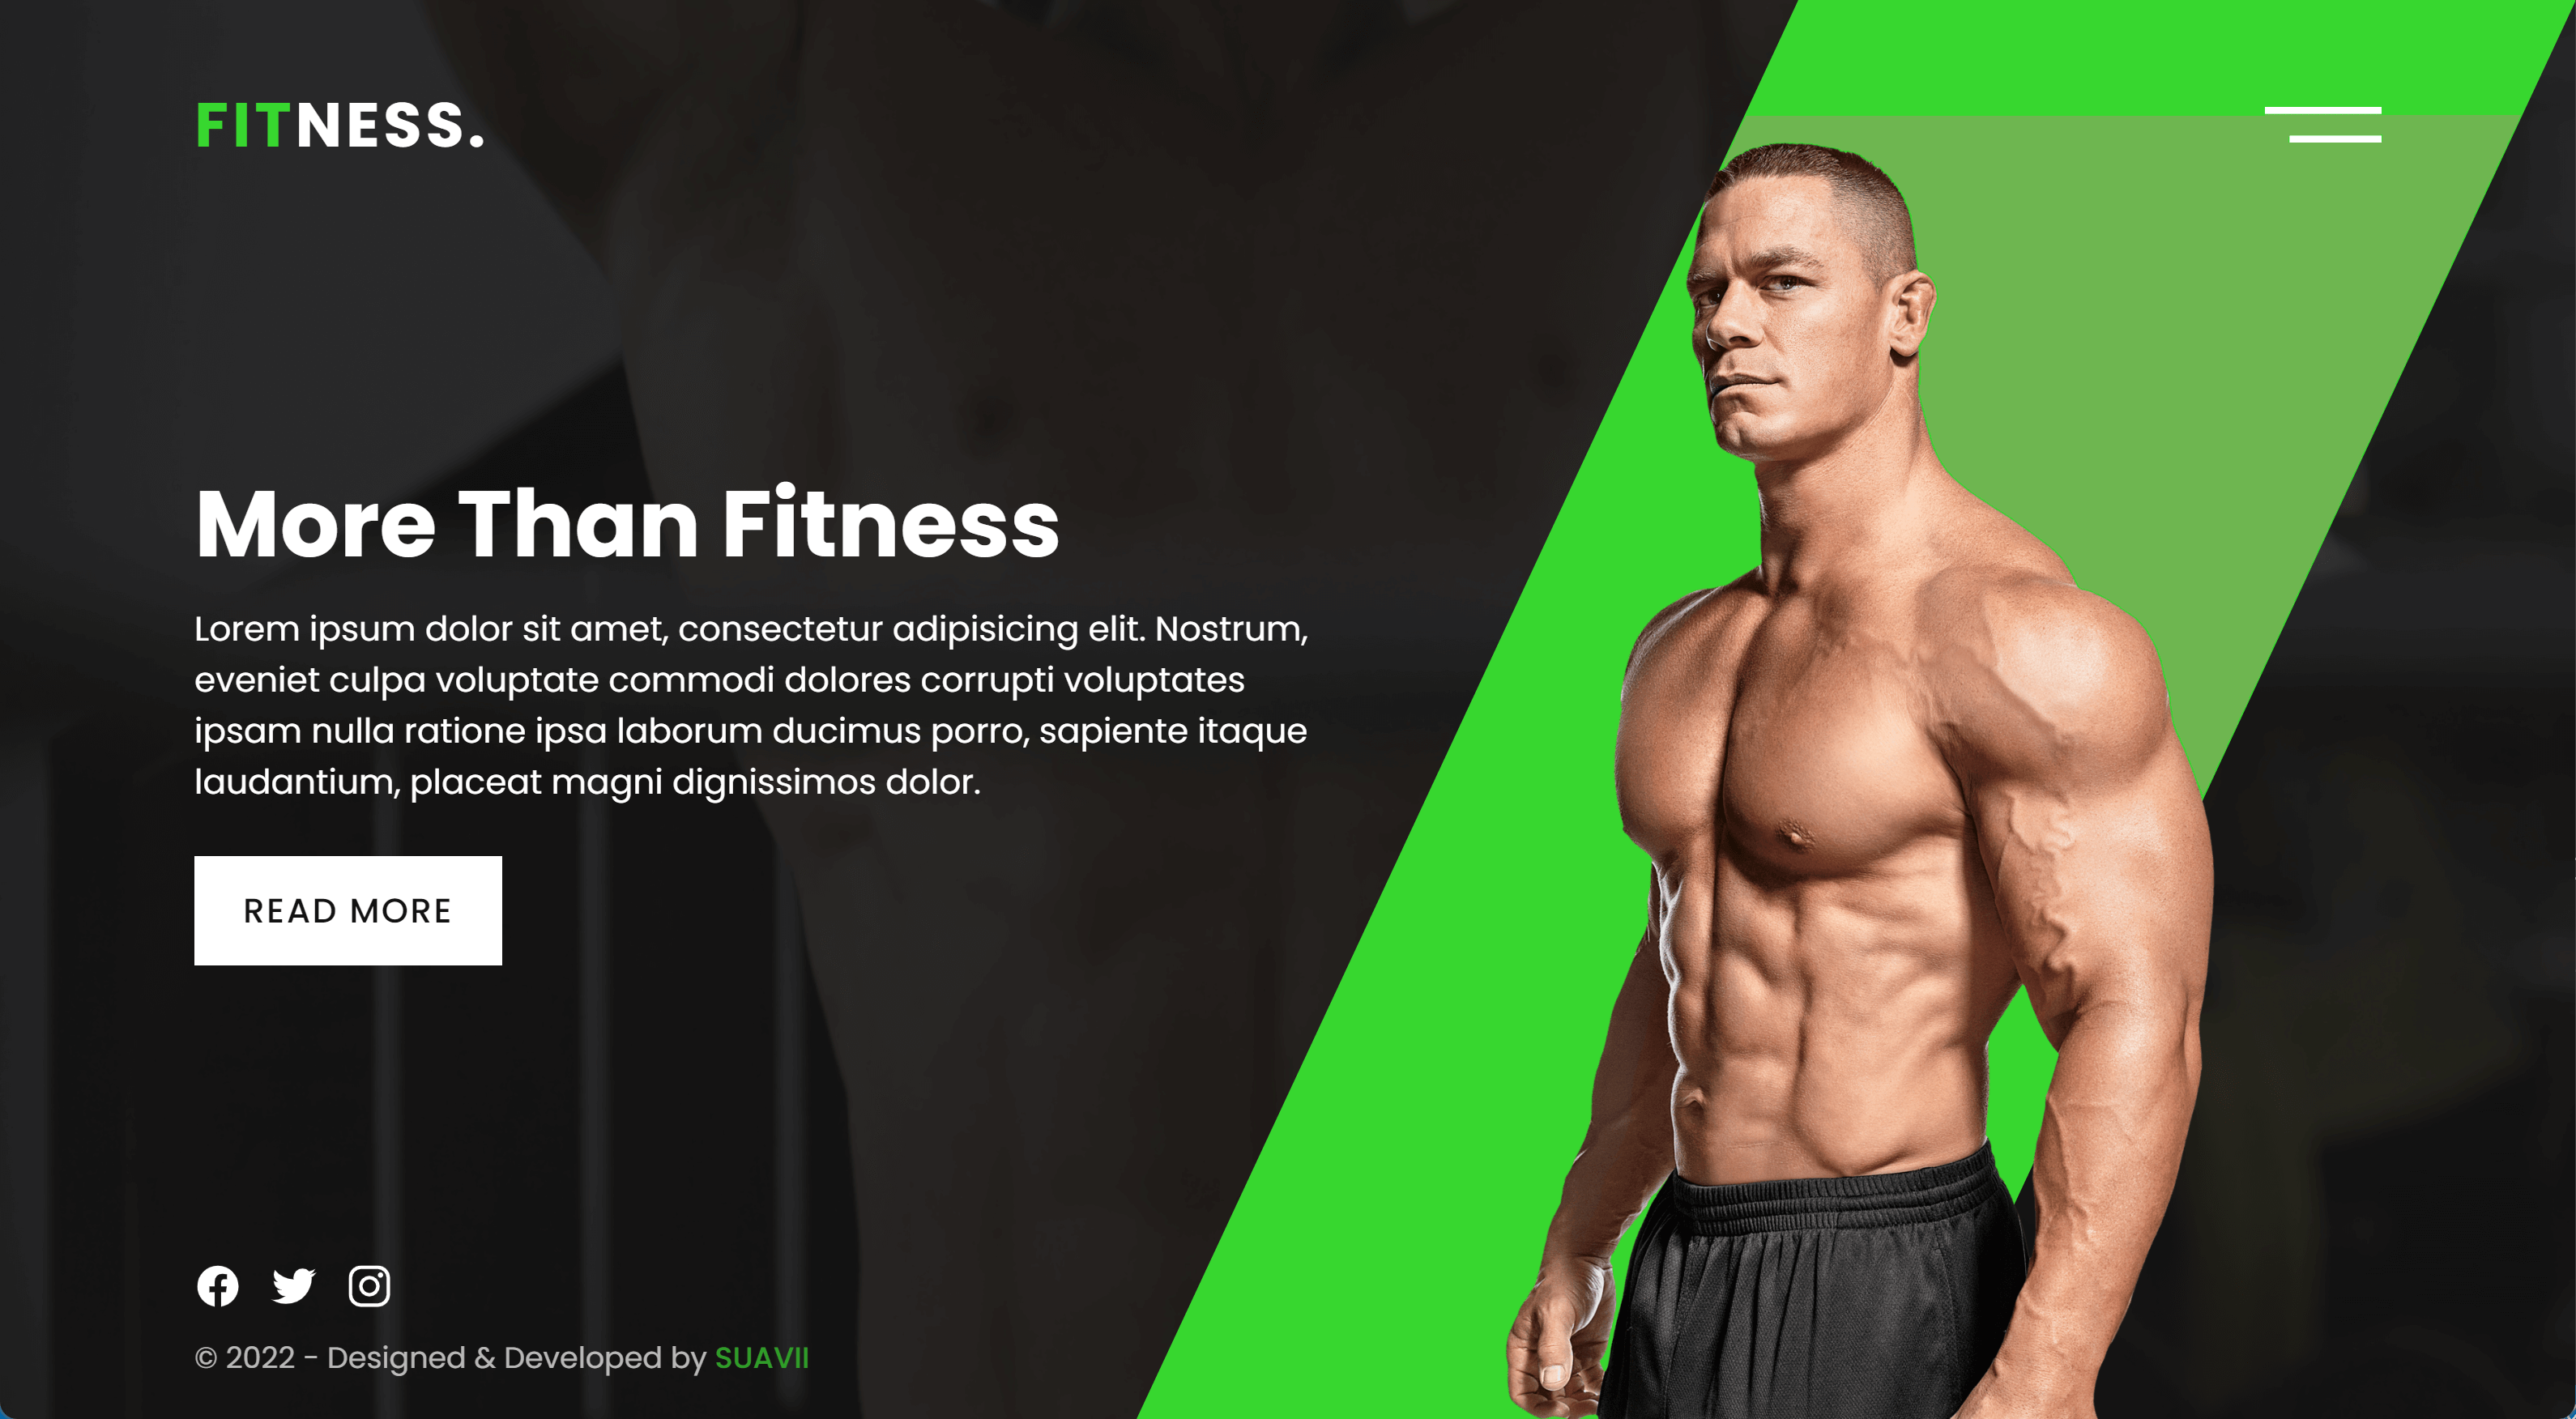 FITNESS.
More Than Fitness
Lorem ipsum dolor sit amet, consectetur adipisicing elit. Nostrum,
eveniet culpa voluptate commodi dolores corrupti voluptates
ipsam nulla ratione ipsa laborum ducimus porro, sapiente itaque
laudantium, placeat magni dignissimos dolor.
READ MORE
© 2022 - Designed & Developed by SUAVII